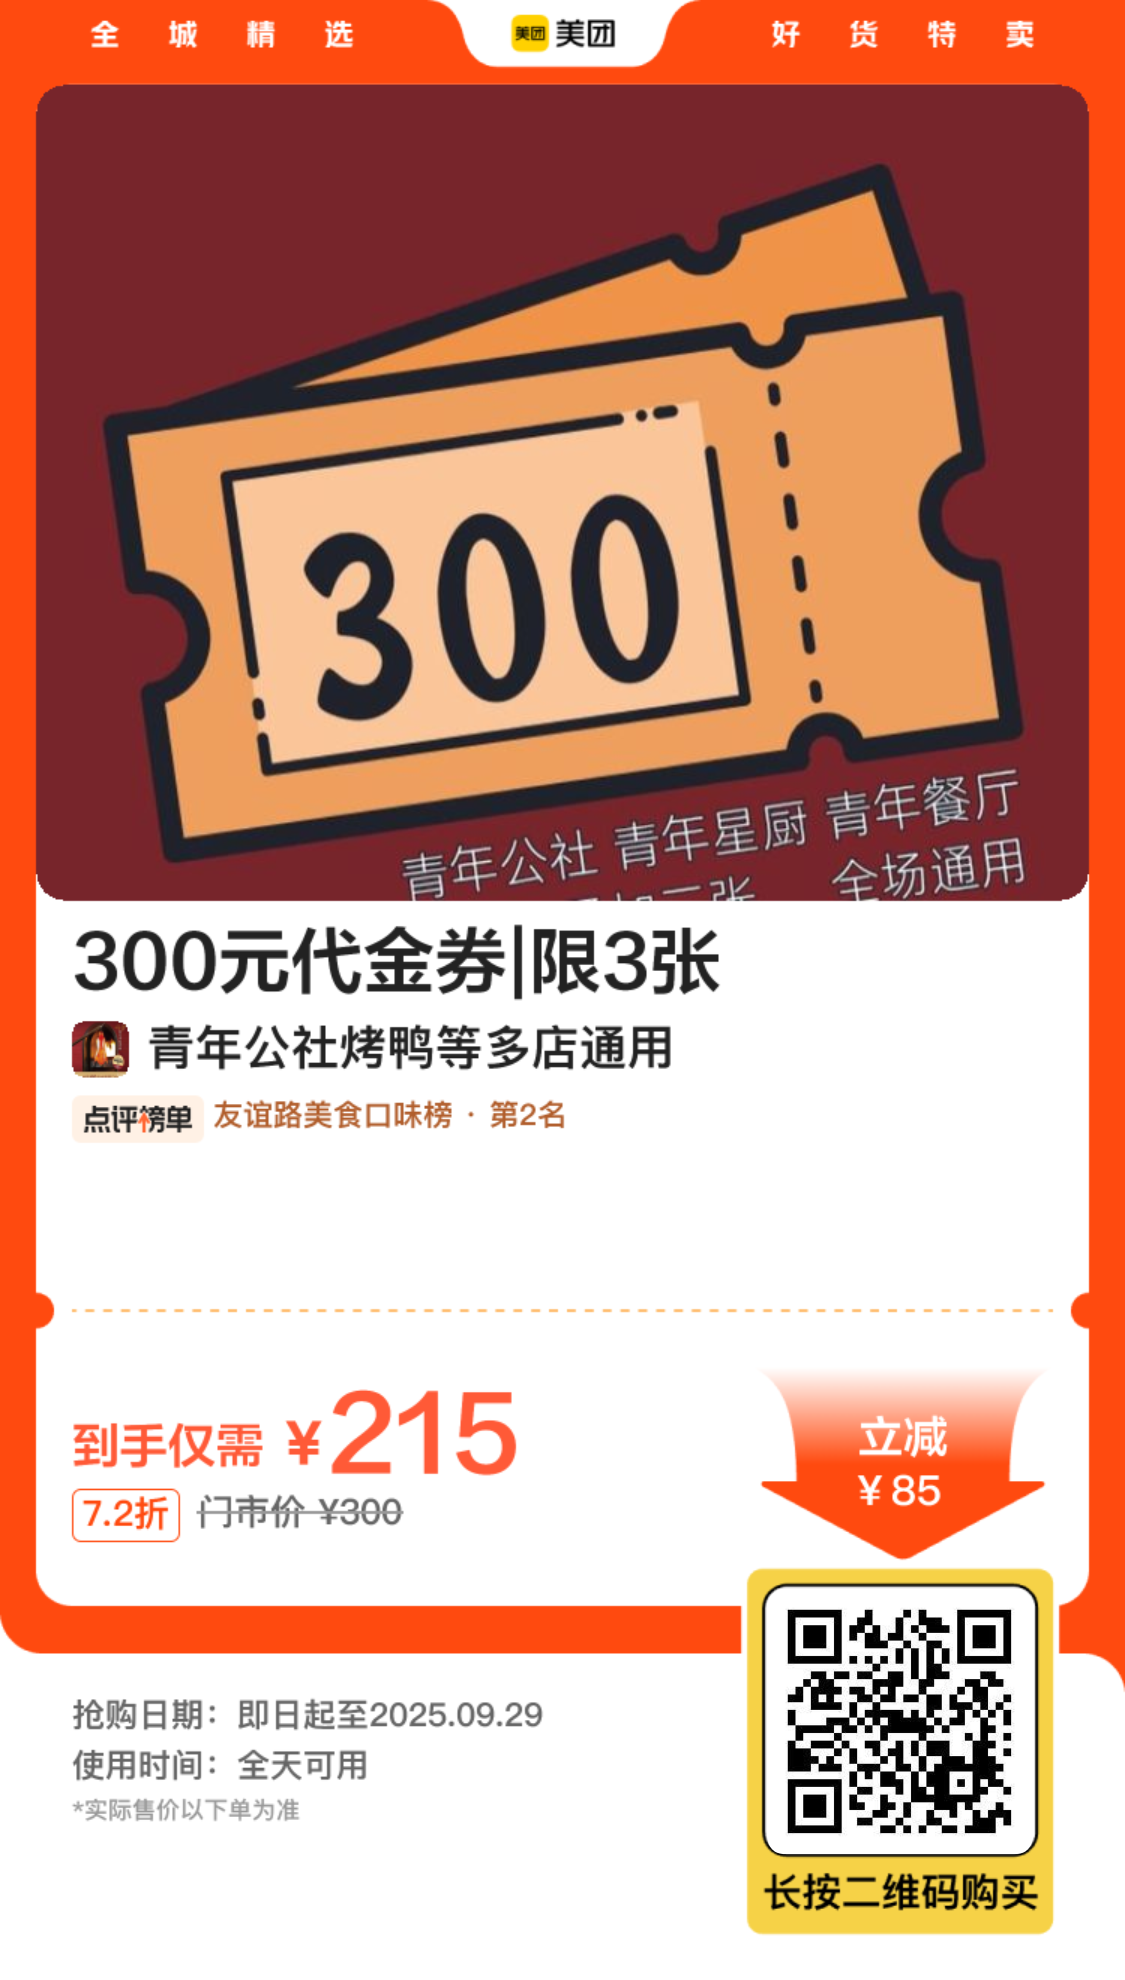 全城精选
美团 美团
好货特卖
300
青年公社 青年星厨 青年餐厅
全场通用
300元代金券|限3张
青年公社烤鸭等多店通用
点评榜单 友谊路美食口味榜 · 第2名
到手仅需 ¥215
7.2折 门市价 ¥300
立减
¥85
抢购日期：即日起至2025.09.29
使用时间：全天可用
*实际售价以下单为准
长按二维码购买